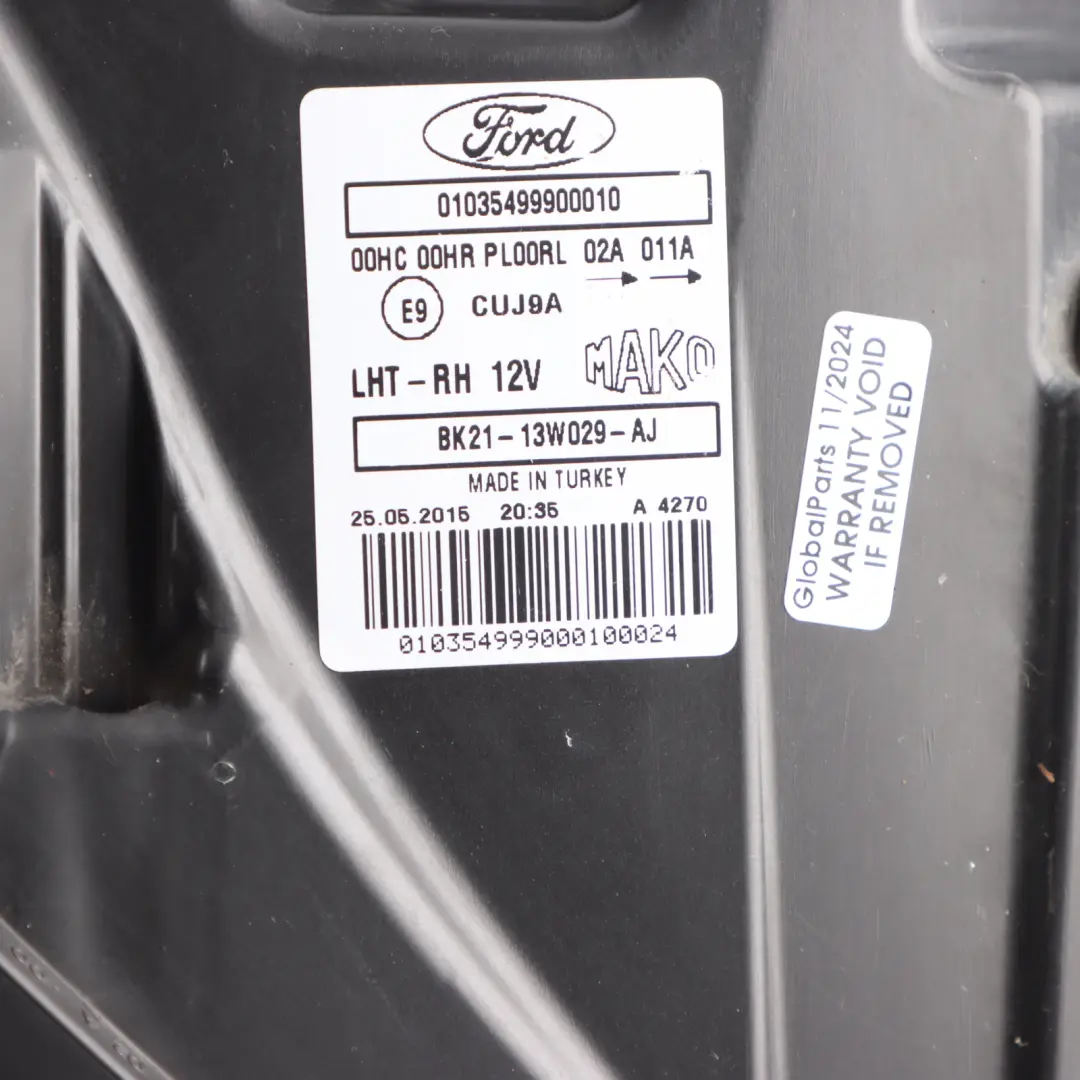 Ford
01035499900010
00HC 00HR PL00RL 02A 011A
E9 CUJ9A
LHT-RH 12V MAKO
BK21-13W029-AJ
MADE IN TURKEY
25.05.2015 20:35 A 4270
010354999000100024
GlobalParts 11/2024
WARRANTY VOID
IF REMOVED